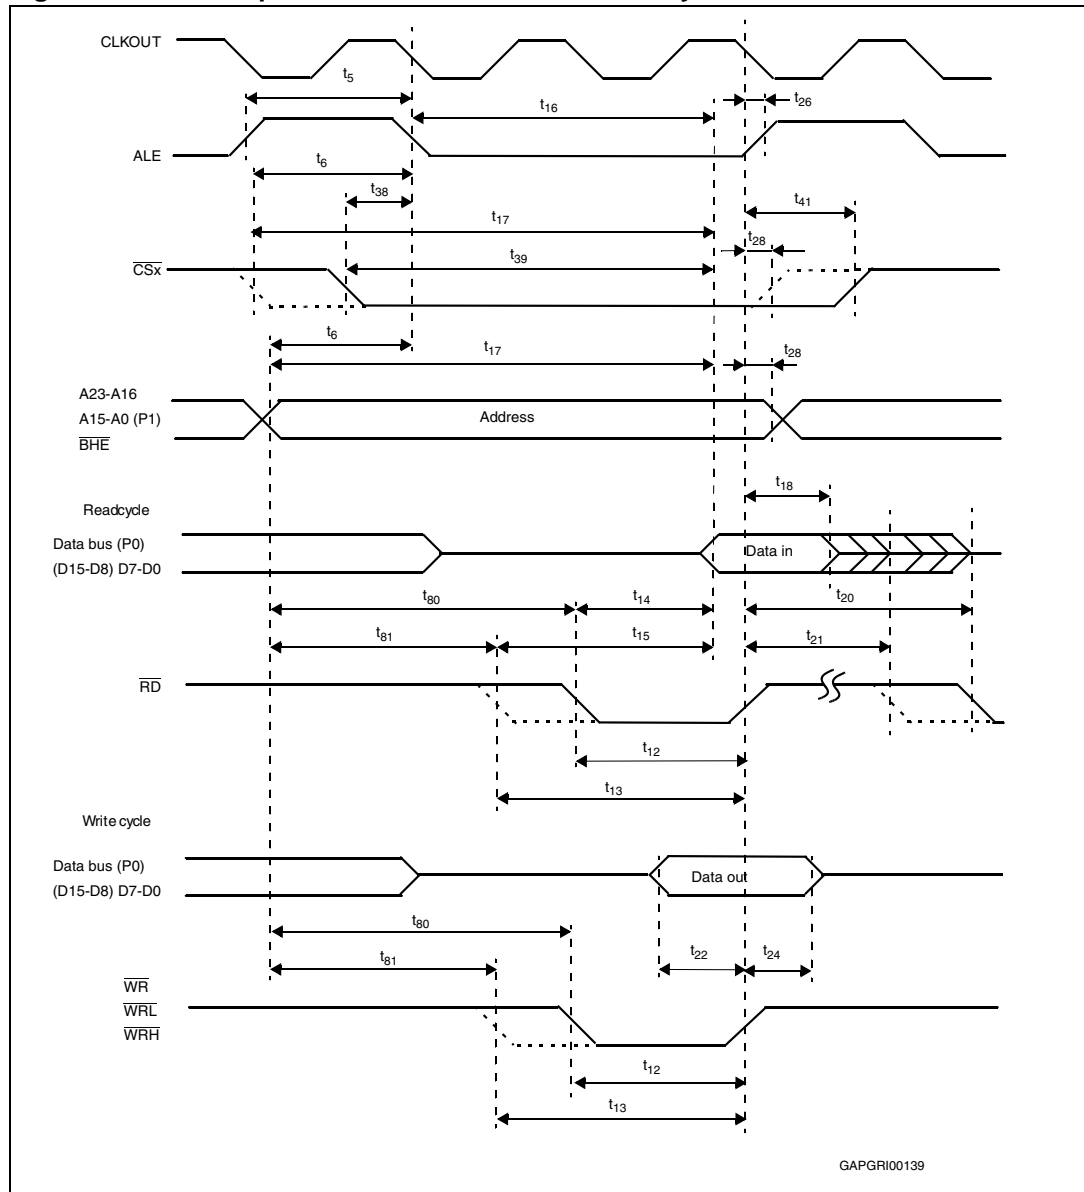 CLKOUT
t5
t16
t26
ALE
t6
t38
t41
t17
t28
CSx
t39
t6
t17
t28
A23-A16
A15-A0 (P1)
Address
BHE
t18
Readcycle
Data bus (P0)
Data in
(D15-D8) D7-D0
t80
t14
t20
t81
t15
t21
RD
t12
t13
Write cycle
Data bus (P0)
Data out
(D15-D8) D7-D0
t80
t22
t24
t81
WR
WRL
WRH
t12
t13
GAPGRI00139